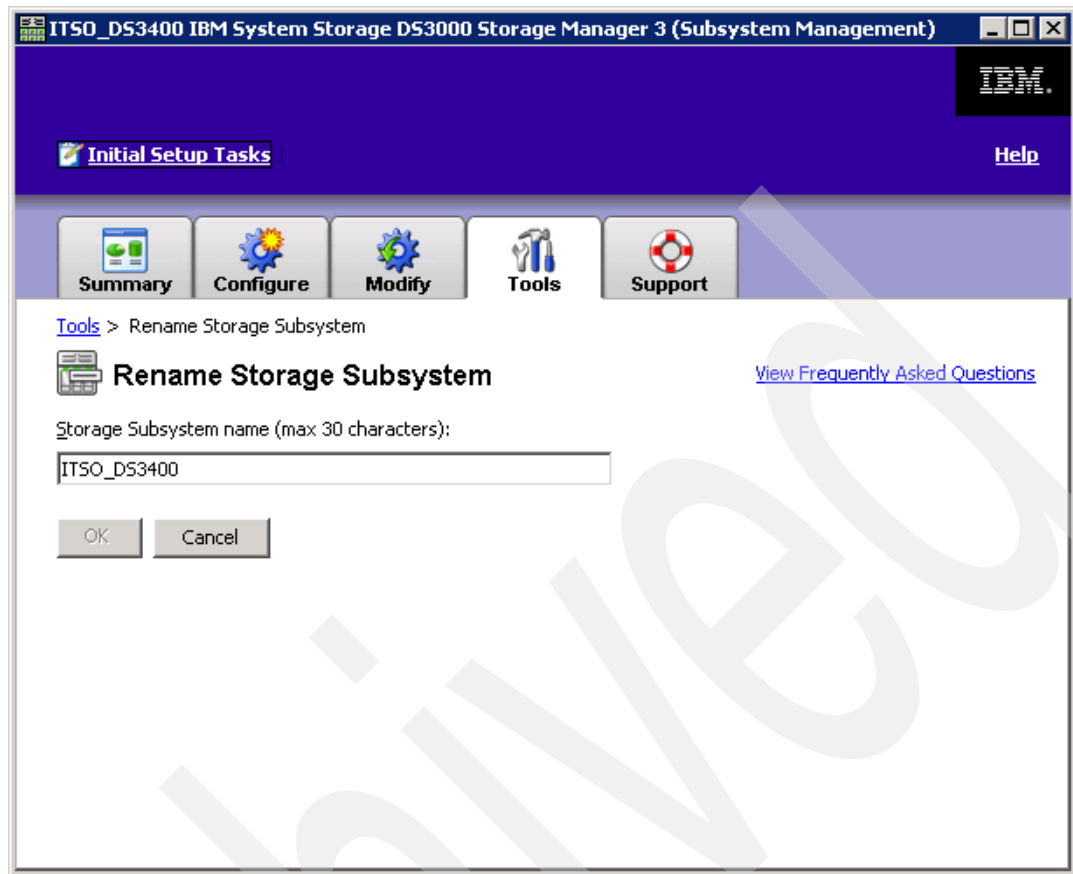 ITSO_DS3400 IBM System Storage DS3000 Storage Manager 3 (Subsystem Management)
IBM.
Initial Setup Tasks
Help
Summary
Configure
Modify
Tools
Support
Tools > Rename Storage Subsystem
Rename Storage Subsystem
View Frequently Asked Questions
Storage Subsystem name (max 30 characters):
ITSO_DS3400
OK
Cancel
hived